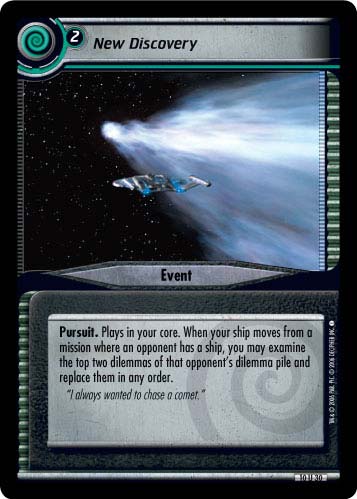 2
New Discovery
Event
Pursuit. Plays in your core. When your ship moves from a
mission where an opponent has a ship, you may examine
the top two dilemmas of that opponent's dilemma pile and
replace them in any order.
"I always wanted to chase a comet."
10 U 30